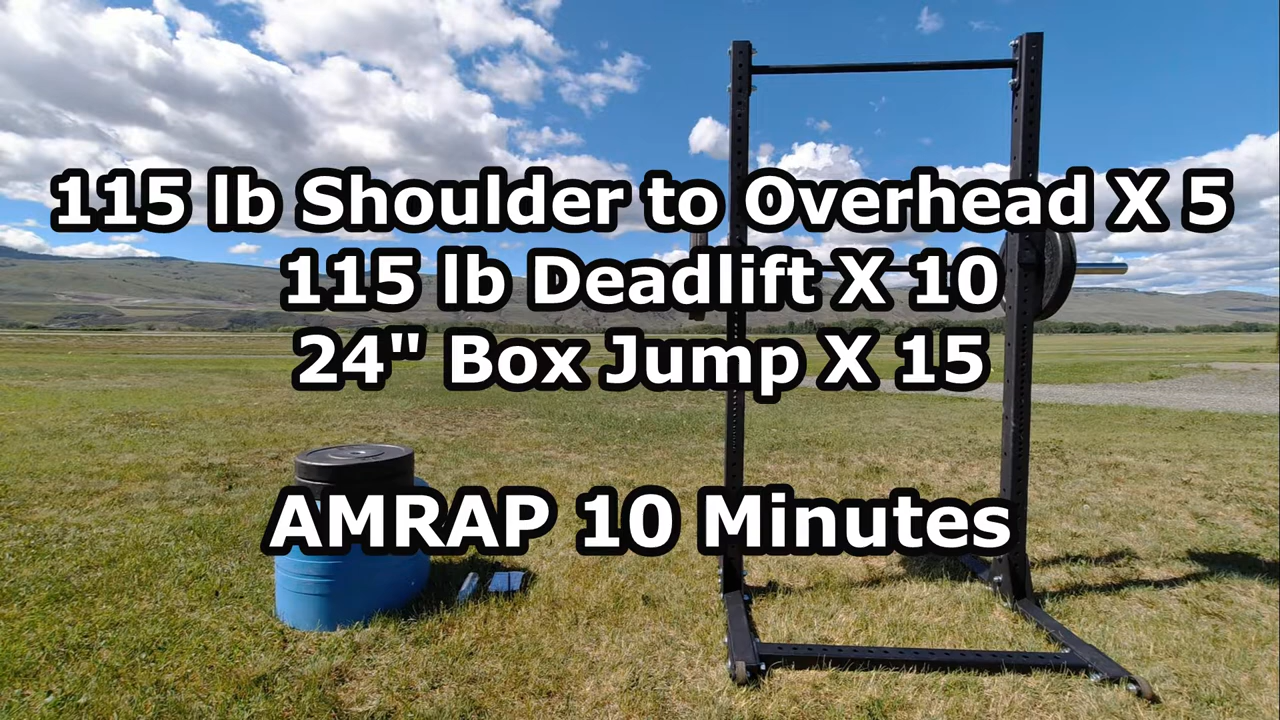 115 lb Shoulder to Overhead X 5
115 lb Deadlift X 10
24" Box Jump X 15
AMRAP 10 Minutes